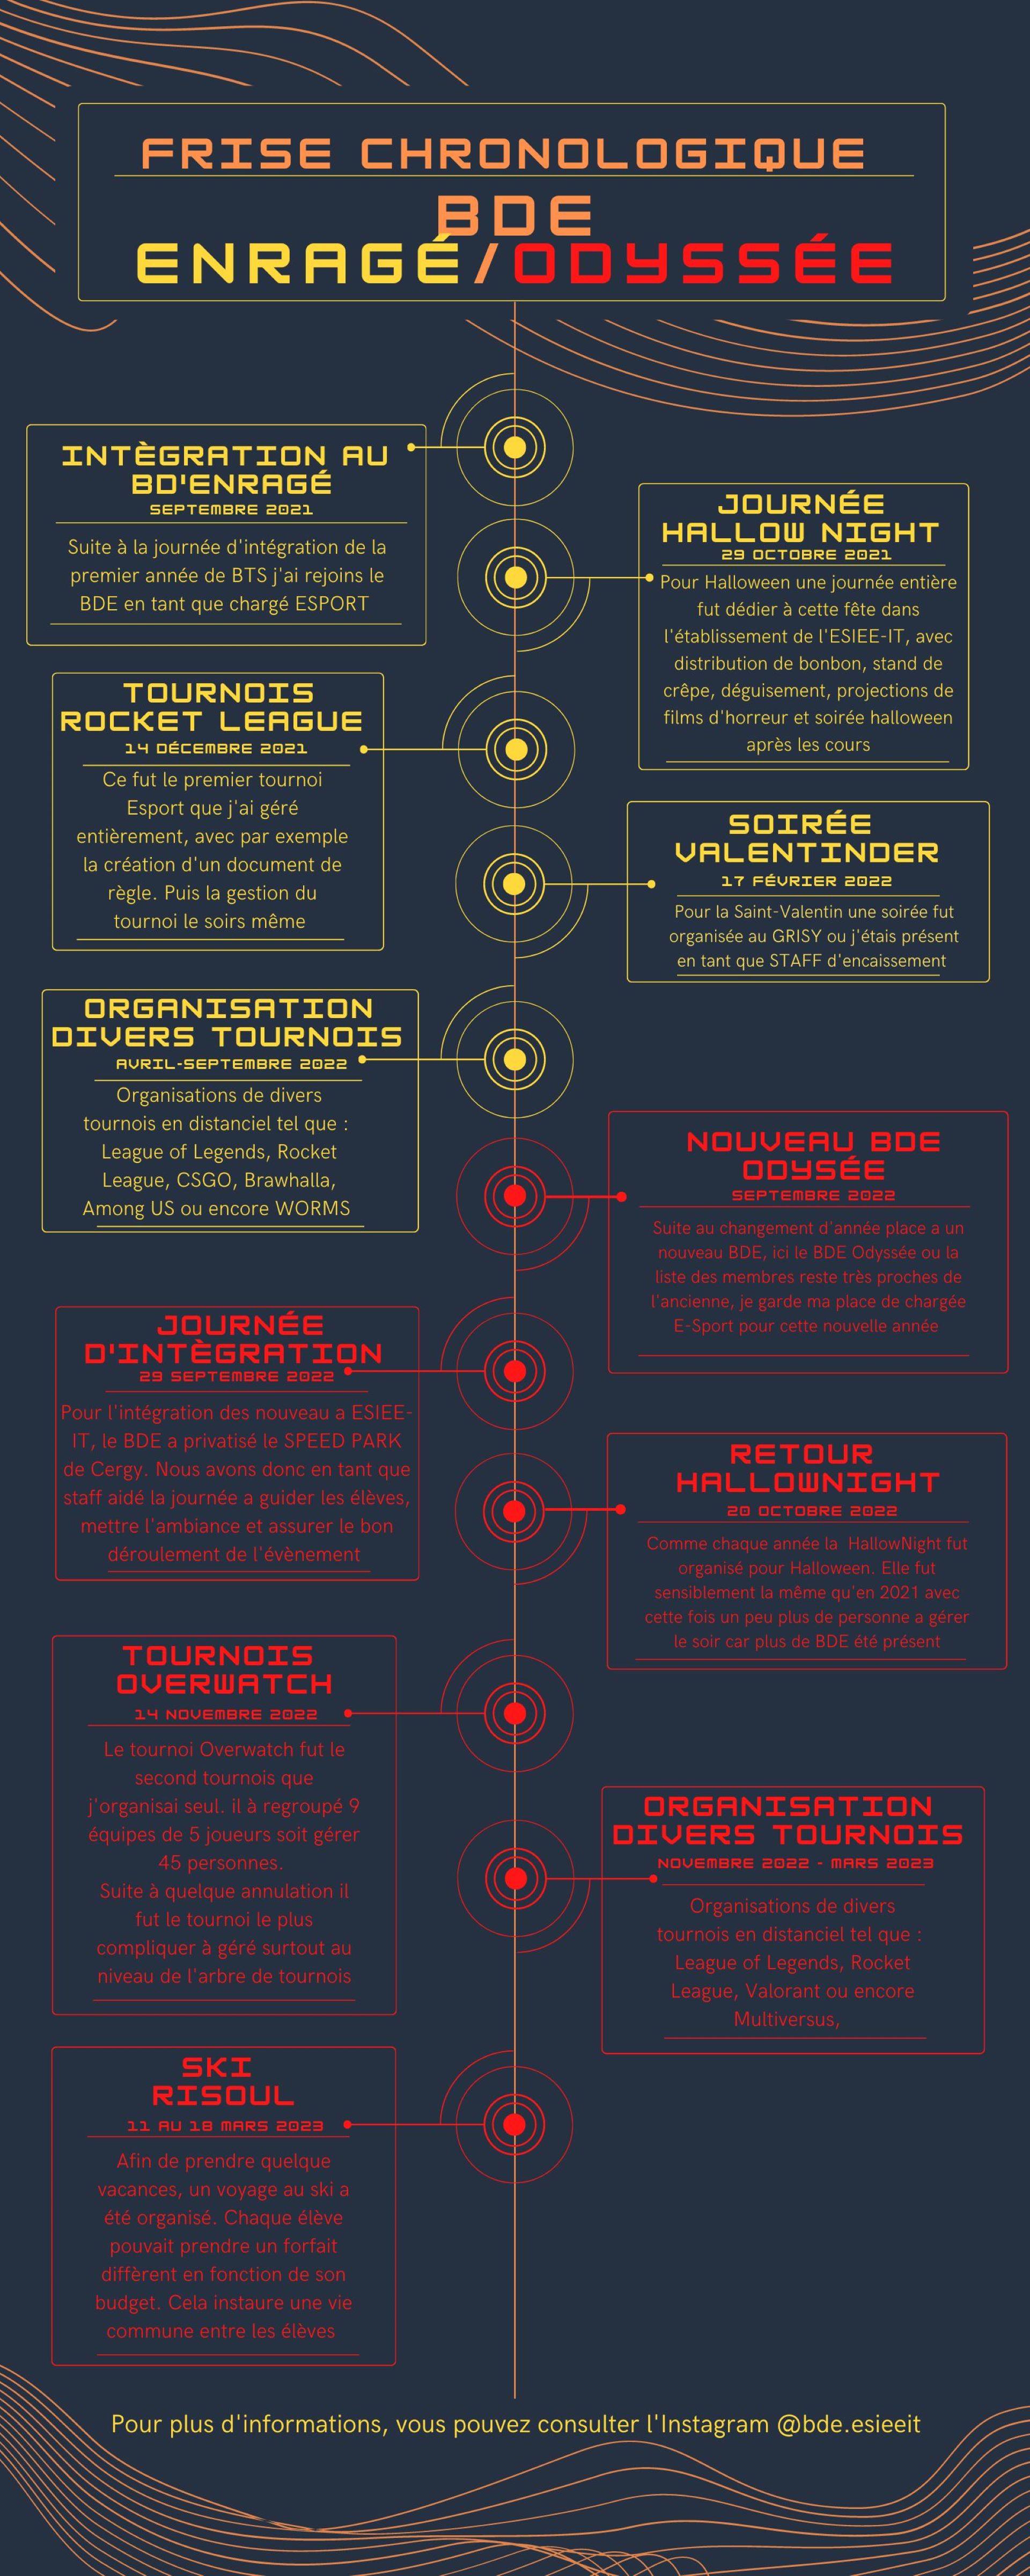 FRISE CHRONOLOGIQUE
BDE
ENRAGÉ/ODYSSÉE
INTÈGRATION AU
BD'ENRAGÉ
SEPTEMBRE 2021
Suite à la journée d'intégration de la
premier année de BTS j'ai rejoins le
BDE en tant que chargé ESPORT
JOURNÉE
HALLOW NIGHT
29 OCTOBRE 2021
Pour Halloween une journée entière
fut dédier à cette fête dans
l'établissement de l'ESIEE-IT, avec
distribution de bonbon, stand de
crêpe, déguisement, projections de
films d'horreur et soirée halloween
après les cours
TOURNOIS
ROCKET LEAGUE
14 DÉCEMBRE 2021
Ce fut le premier tournoi
Esport que j'ai géré
entièrement, avec par exemple
la création d'un document de
règle. Puis la gestion du
tournoi le soirs même
SOIRÉE
VALENTINDER
17 FÉVRIER 2022
Pour la Saint-Valentin une soirée fut
organisée au GRISY ou j'étais présent
en tant que STAFF d'encaissement
ORGANISATION
DIVERS TOURNOIS
AVRIL-SEPTEMBRE 2022
Organisations de divers
tournois en distanciel tel que :
League of Legends, Rocket
League, CSGO, Brawhalla,
Among US ou encore WORMS
NOUVEAU BDE
ODYSÉE
SEPTEMBRE 2022
Suite au changement d'année place a un
nouveau BDE, ici le BDE Odyssée ou la
liste des membres reste très proches de
l'ancienne, je garde ma place de chargée
E-Sport pour cette nouvelle année
JOURNÉE
D'INTÈGRATION
29 SEPTEMBRE 2022
Pour l'intégration des nouveau a ESIEE-
IT, le BDE a privatisé le SPEED PARK
de Cergy. Nous avons donc en tant que
staff aidé la journée a guider les élèves,
mettre l'ambiance et assurer le bon
déroulement de l'évènement
RETOUR
HALLOWNIGHT
20 OCTOBRE 2022
Comme chaque année la  HallowNight fut
organisé pour Halloween. Elle fut
sensiblement la même qu'en 2021 avec
cette fois un peu plus de personne a gérer
le soir car plus de BDE été présent
TOURNOIS
OVERWATCH
14 NOVEMBRE 2022
Le tournoi Overwatch fut le
second tournois que
j'organisai seul. il à regroupé 9
équipes de 5 joueurs soit gérer
45 personnes.
Suite à quelque annulation il
fut le tournoi le plus
compliquer à géré surtout au
niveau de l'arbre de tournois
ORGANISATION
DIVERS TOURNOIS
NOVEMBRE 2022 - MARS 2023
Organisations de divers
tournois en distanciel tel que :
League of Legends, Rocket
League, Valorant ou encore
Multiversus,
SKI
RISOUL
11 AU 18 MARS 2023
Afin de prendre quelque
vacances, un voyage au ski a
été organisé. Chaque élève
pouvait prendre un forfait
diffèrent en fonction de son
budget. Cela instaure une vie
commune entre les élèves
Pour plus d'informations, vous pouvez consulter l'Instagram @bde.esieeit